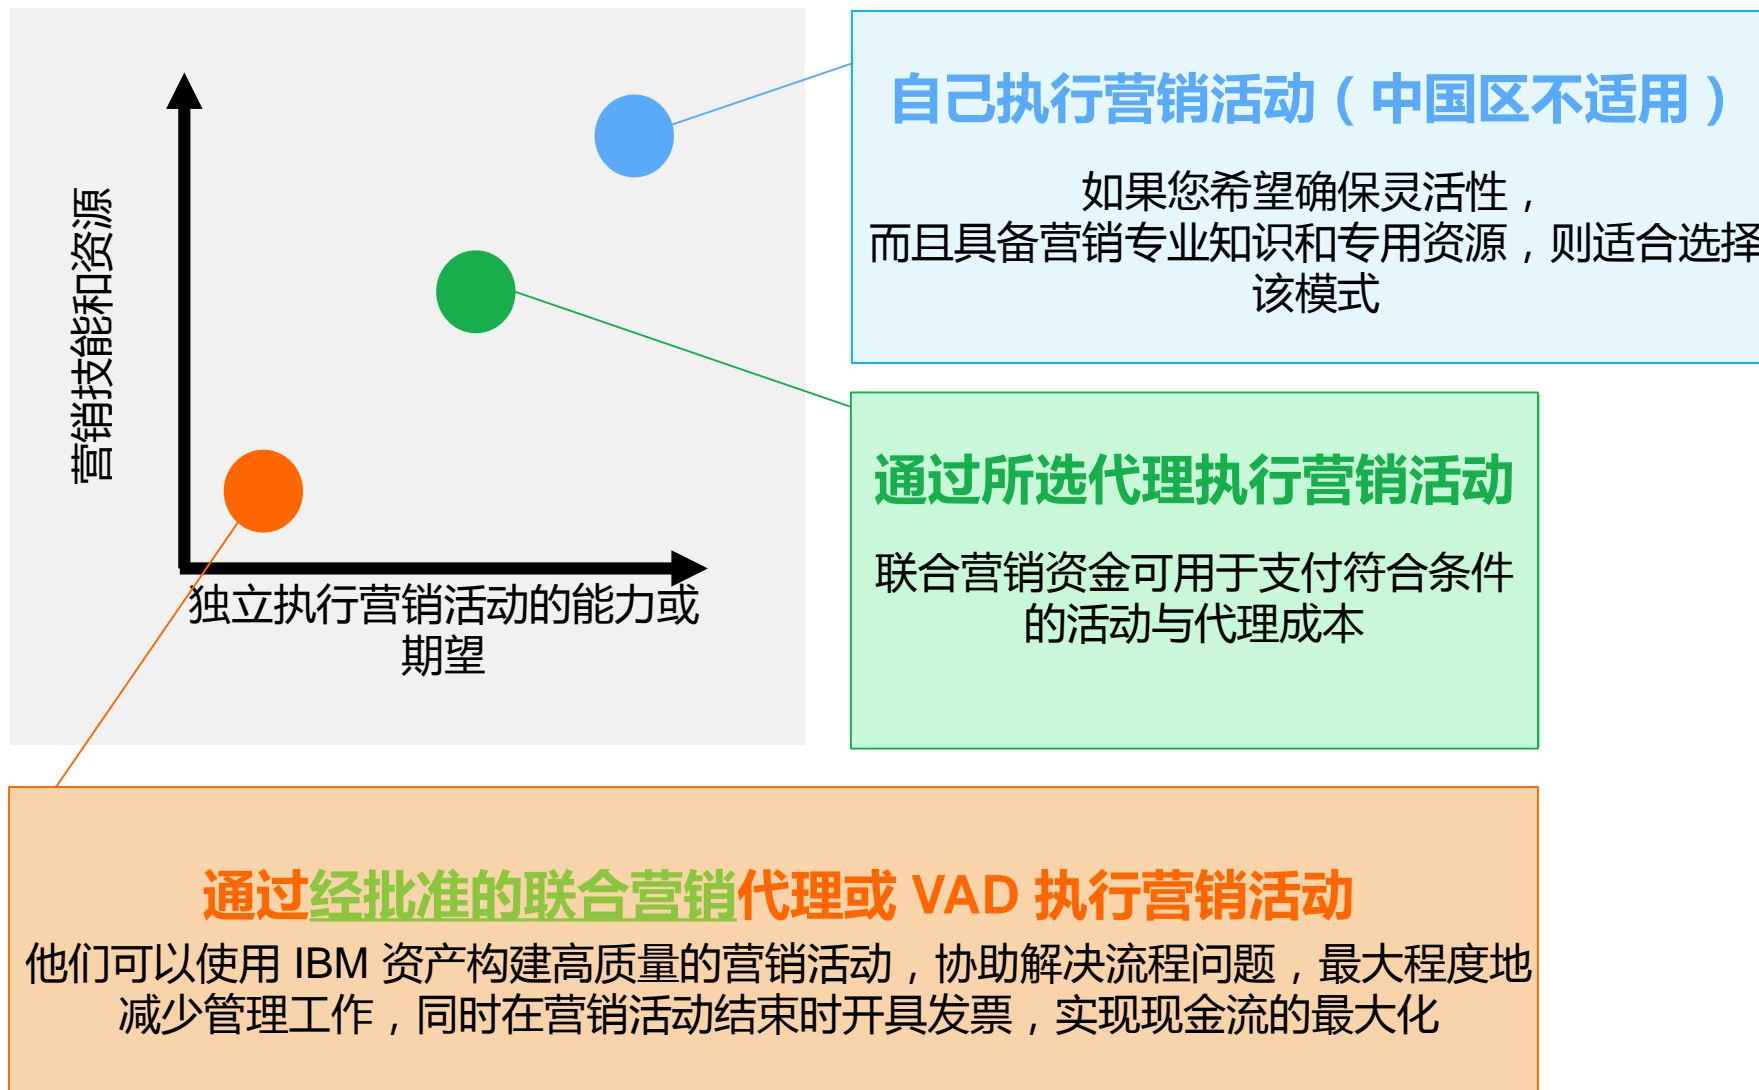 营销技能和资源
独立执行营销活动的能力或
期望
自己执行营销活动（中国区不适用）
如果您希望确保灵活性，
而且具备营销专业知识和专用资源，则适合选择
该模式
通过所选代理执行营销活动
联合营销资金可用于支付符合条件
的活动与代理成本
通过经批准的联合营销代理或 VAD 执行营销活动
他们可以使用 IBM 资产构建高质量的营销活动，协助解决流程问题，最大程度地
减少管理工作，同时在营销活动结束时开具发票，实现现金流的最大化